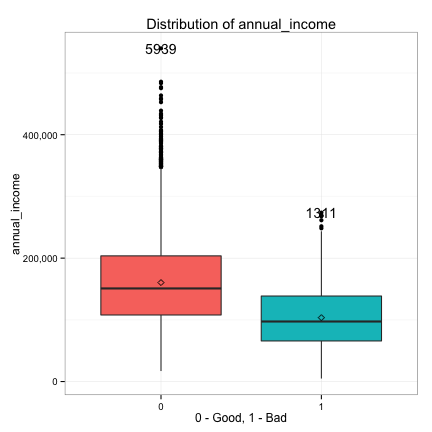 Distribution of annual_income
5939
1311
annual_income
400,000
200,000
0
0
1
0 - Good, 1 - Bad